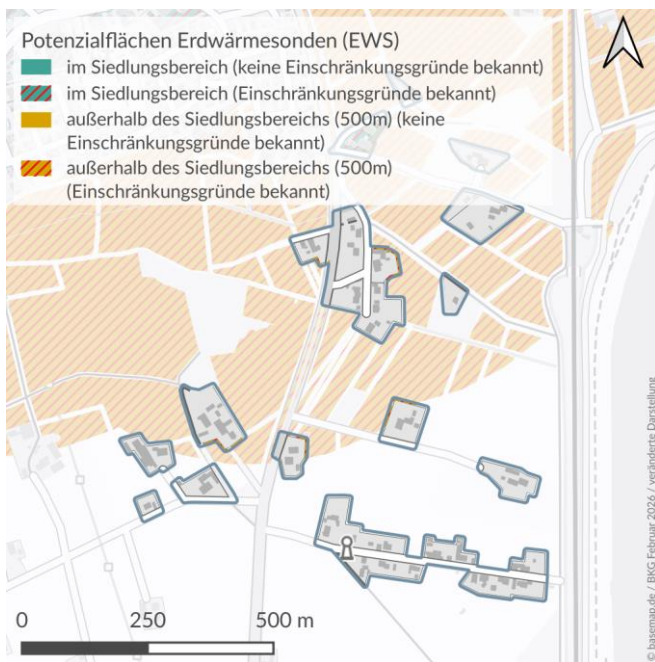 Potenzialflächen Erdwärmesonden (EWS)
im Siedlungsbereich (keine Einschränkungsgründe bekannt)
im Siedlungsbereich (Einschränkungsgründe bekannt)
außerhalb des Siedlungsbereichs (500m) (keine
Einschränkungsgründe bekannt)
außerhalb des Siedlungsbereichs (500m)
(Einschränkungsgründe bekannt)
© basemap.de / BKG Februar 2026 / veränderte Darstellung
0 250 500 m